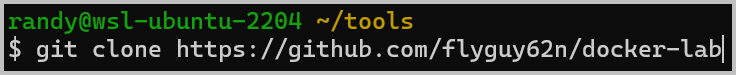 randy@wsl-ubuntu-2204 ~/tools
$ git clone https://github.com/flyguy62n/docker-lab